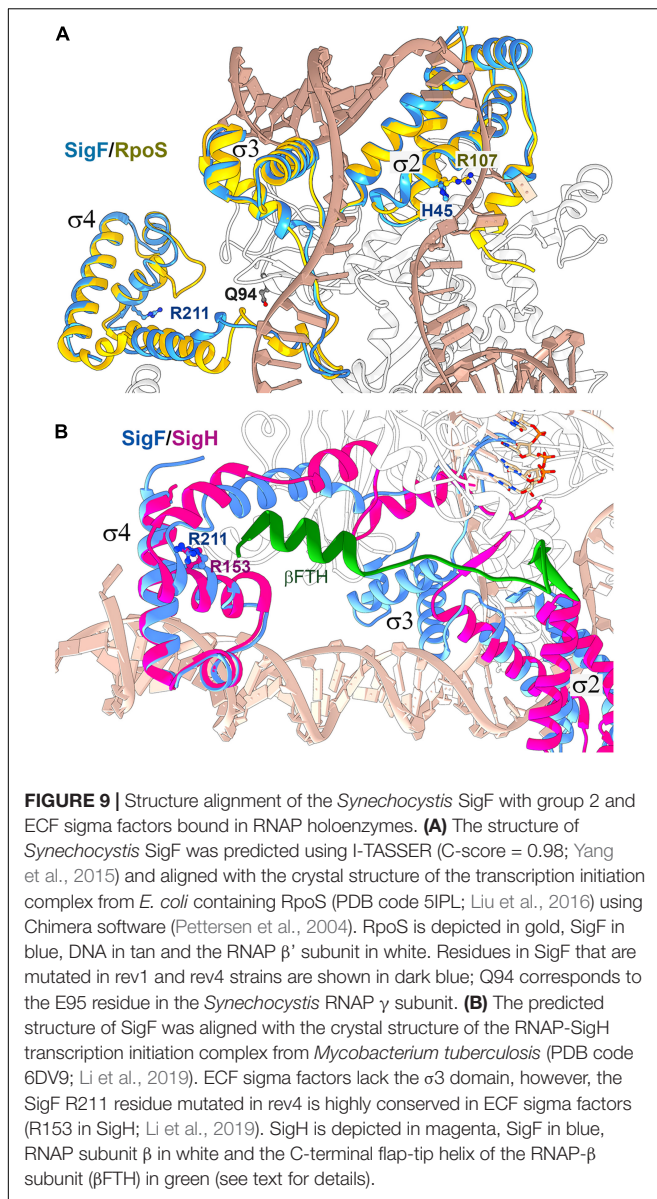 A
SigF/RpoS
σ3
σ2
R107
H45
σ4
Q94
R211
B
SigF/SigH
σ4
R211
R153
βFTH
σ3
σ2
FIGURE 9 | Structure alignment of the Synechocystis SigF with group 2 and
ECF sigma factors bound in RNAP holoenzymes. (A) The structure of
Synechocystis SigF was predicted using I-TASSER (C-score = 0.98; Yang
et al., 2015) and aligned with the crystal structure of the transcription initiation
complex from E. coli containing RpoS (PDB code 5IPL; Liu et al., 2016) using
Chimera software (Pettersen et al., 2004). RpoS is depicted in gold, SigF in
blue, DNA in tan and the RNAP β’ subunit in white. Residues in SigF that are
mutated in rev1 and rev4 strains are shown in dark blue; Q94 corresponds to
the E95 residue in the Synechocystis RNAP γ subunit. (B) The predicted
structure of SigF was aligned with the crystal structure of the RNAP-SigH
transcription initiation complex from Mycobacterium tuberculosis (PDB code
6DV9; Li et al., 2019). ECF sigma factors lack the σ3 domain, however, the
SigF R211 residue mutated in rev4 is highly conserved in ECF sigma factors
(R153 in SigH; Li et al., 2019). SigH is depicted in magenta, SigF in blue,
RNAP subunit β in white and the C-terminal flap-tip helix of the RNAP-β
subunit (βFTH) in green (see text for details).